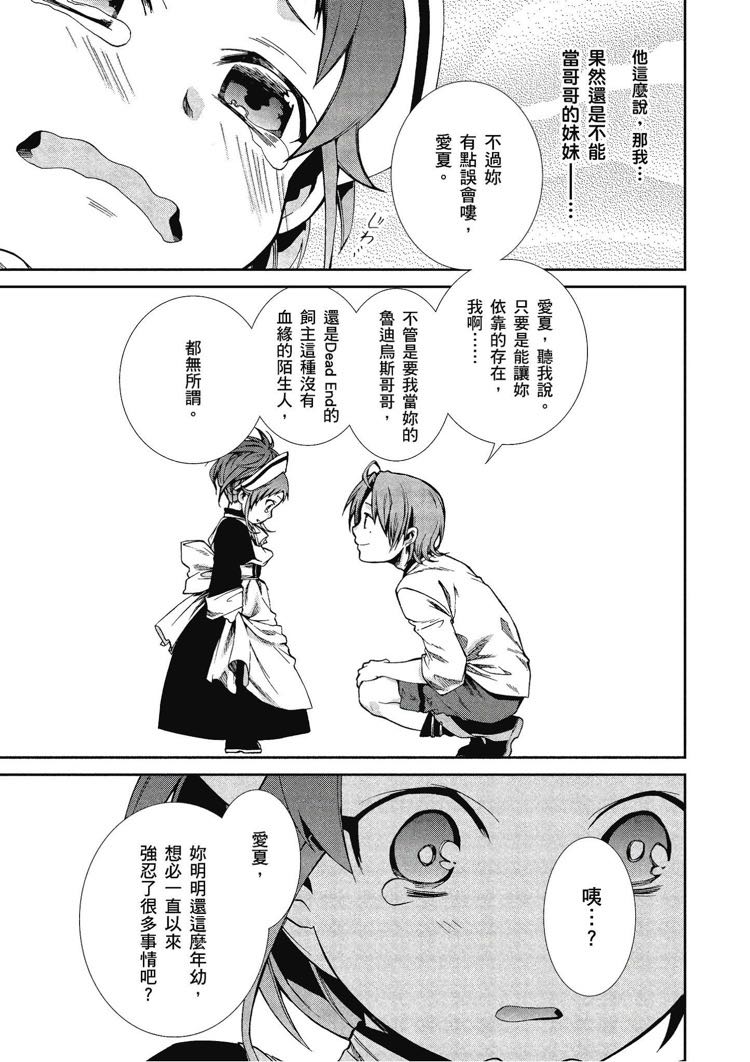 他這麼說，那我…
果然還是不能
當哥哥的妹妹
──…
不過妳
有點誤會嘍，
愛夏。
じわ
愛夏，聽我說。
只要是能讓妳
依靠的存在，
我啊……
不管是要我當妳的
魯迪烏斯哥哥，
還是Dead End的
飼主這種沒有
血緣的陌生人，
都無所謂。
咦…？
愛夏，
妳明明還這麼年幼，
想必一直以來
強忍了很多事情吧？